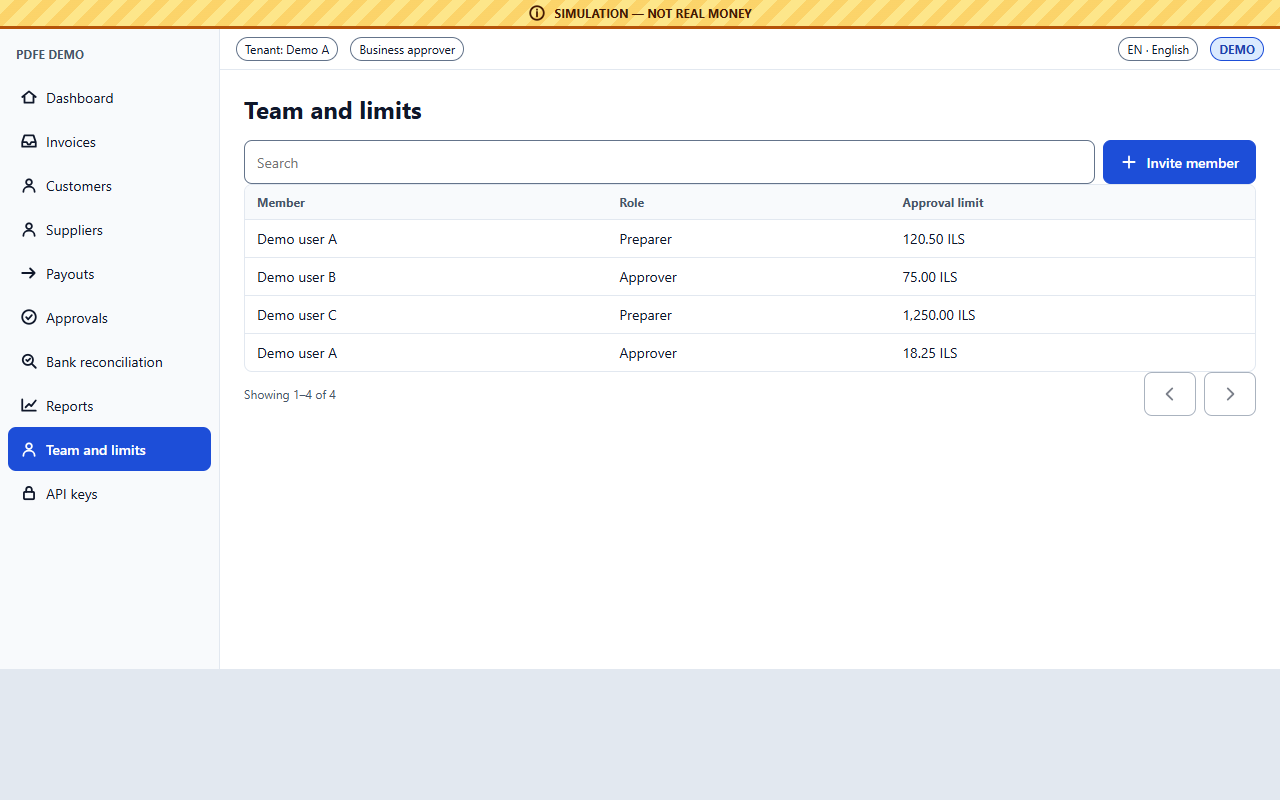 SIMULATION — NOT REAL MONEY
PDFE DEMO
Tenant: Demo A
Business approver
EN · English
DEMO
Dashboard
Invoices
Customers
Suppliers
Payouts
Approvals
Bank reconciliation
Reports
Team and limits
API keys
Team and limits
Search
Invite member
Member Role Approval limit
Demo user A Preparer 120.50 ILS
Demo user B Approver 75.00 ILS
Demo user C Preparer 1,250.00 ILS
Demo user A Approver 18.25 ILS
Showing 1–4 of 4